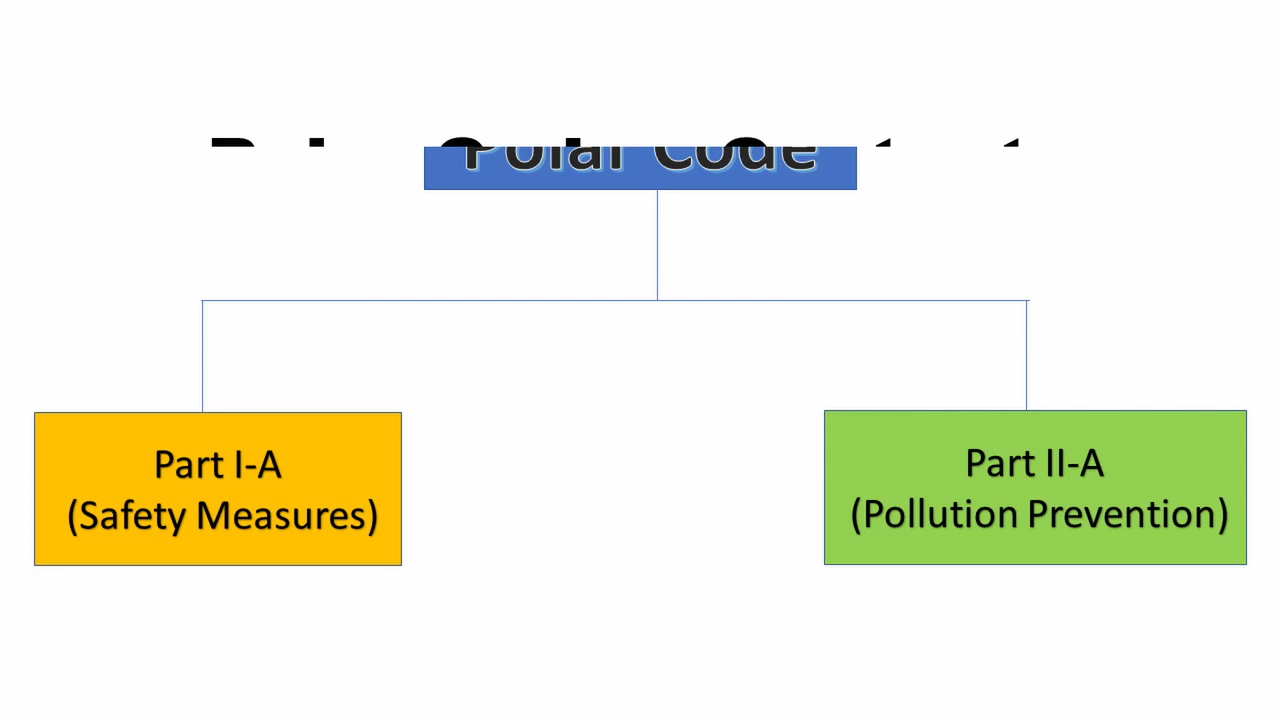 Polar Code
Part I-A
(Safety Measures)
Part II-A
(Pollution Prevention)